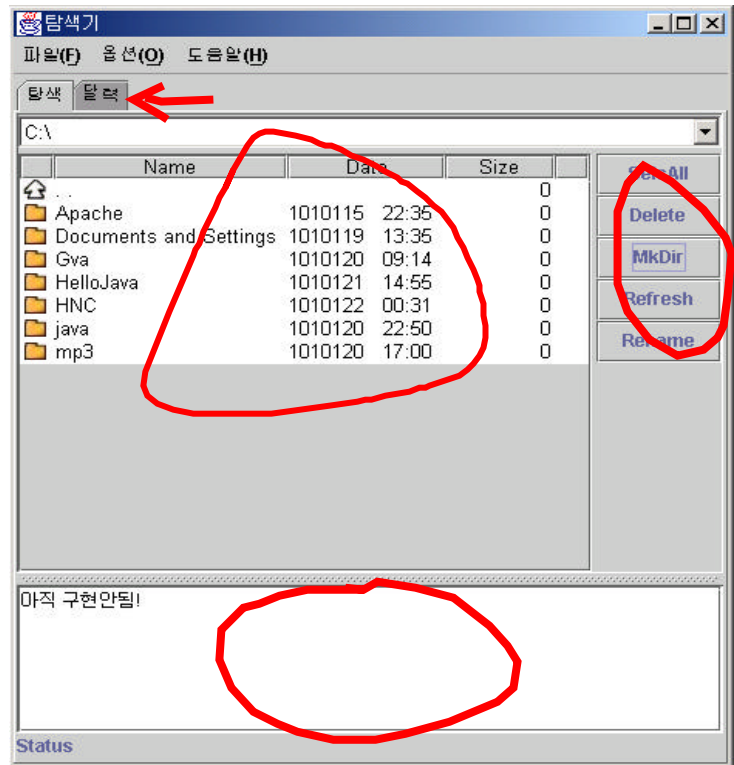 탐색기
파일(F) 옵션(O) 도움말(H)
탐색 달력
C:\
Name Date Size
.. 0
Apache 1010115 22:35 0
Documents and Settings 1010119 13:35 0
Gva 1010120 09:14 0
HelloJava 1010121 14:55 0
HNC 1010122 00:31 0
java 1010120 22:50 0
mp3 1010120 17:00 0
SelsAll
Delete
MkDir
Refresh
Rename
아직 구현안됨!
Status